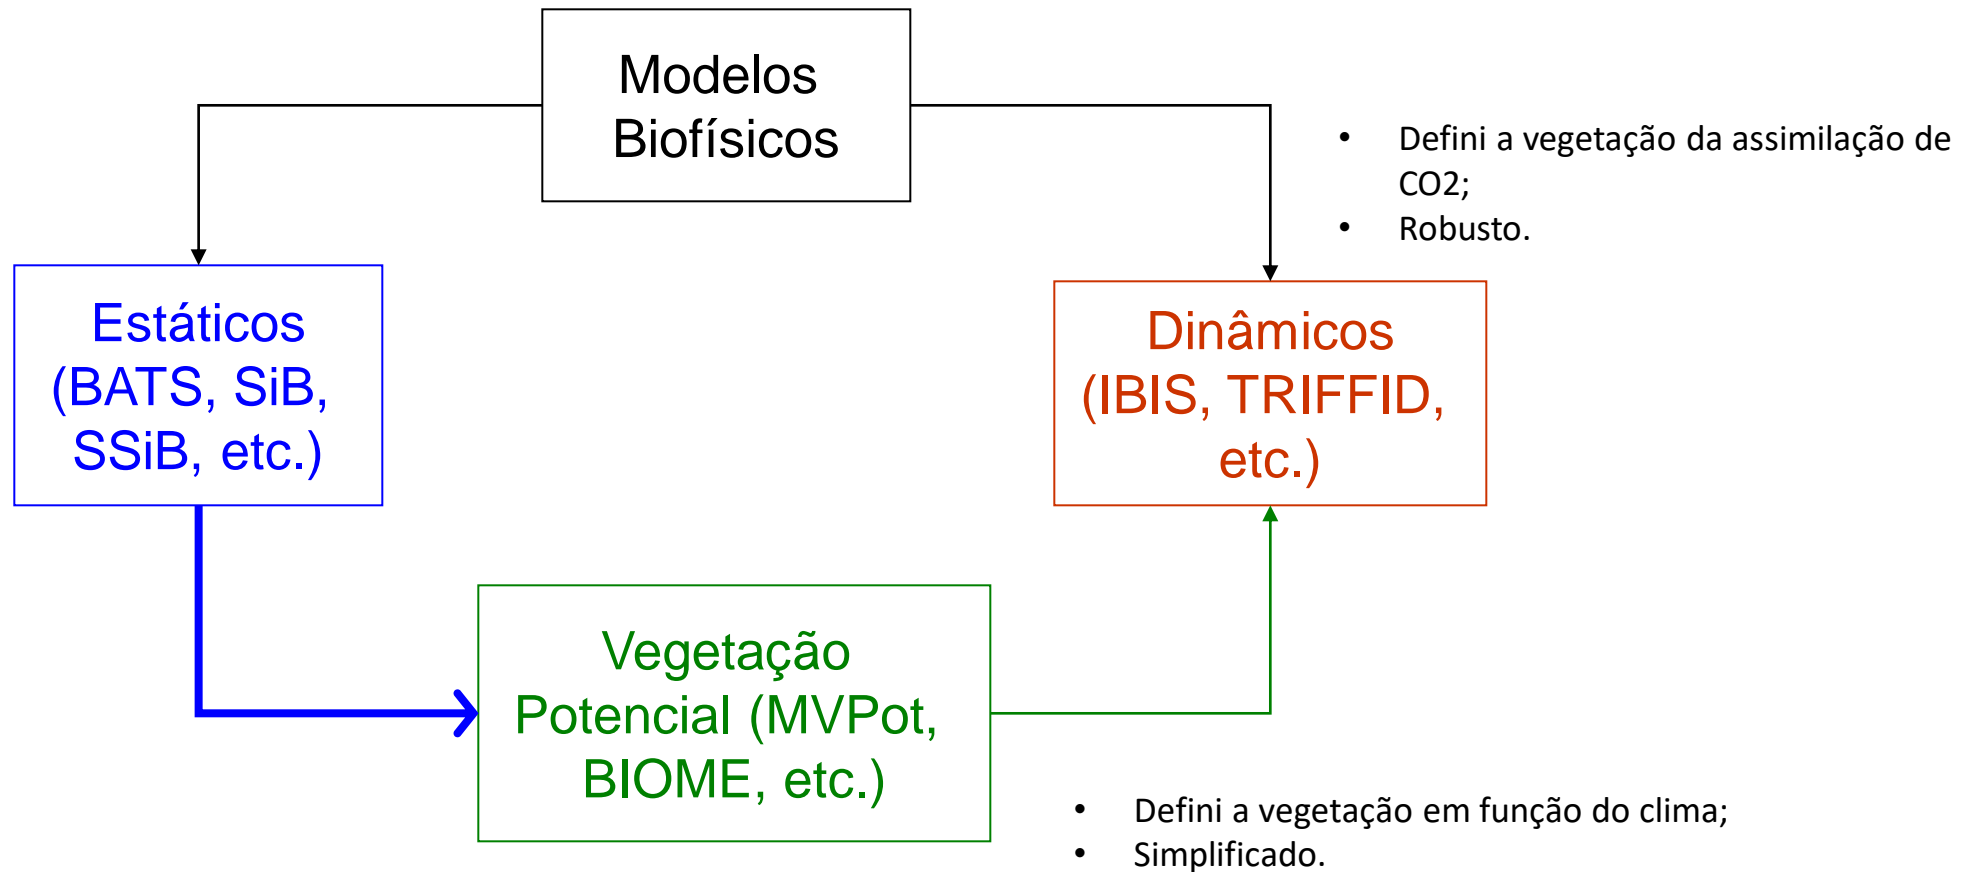 Modelos
Biofísicos
• Defini a vegetação da assimilação de
CO2;
• Robusto.
Estáticos
(BATS, SiB,
SSiB, etc.)
Dinâmicos
(IBIS, TRIFFID,
etc.)
Vegetação
Potencial (MVPot,
BIOME, etc.)
• Defini a vegetação em função do clima;
• Simplificado.